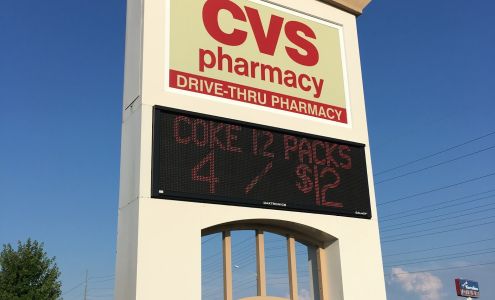 CVS
pharmacy
DRIVE-THRU PHARMACY
COKE 12 PACKS
4 / $12